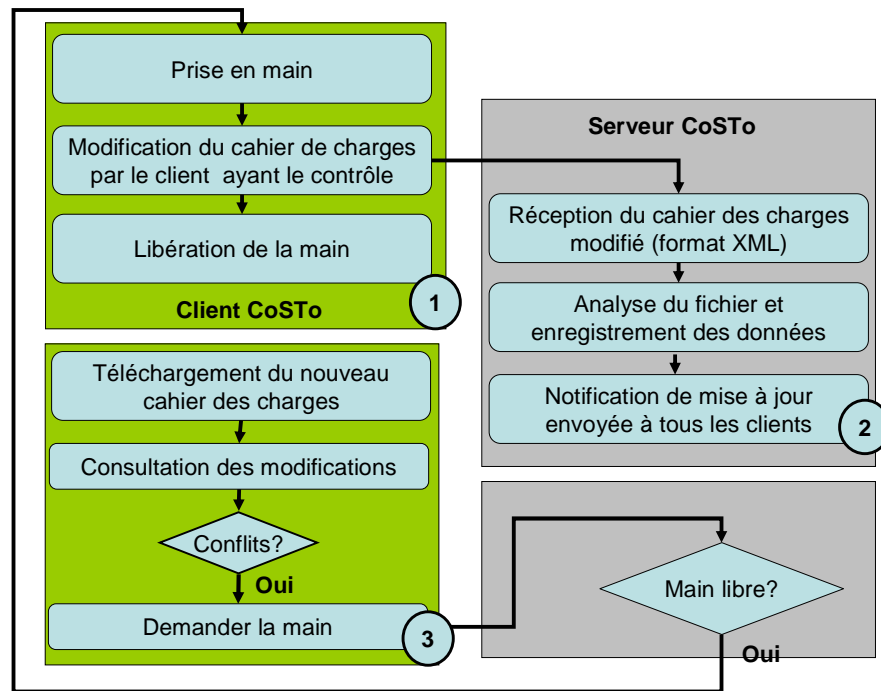 Prise en main
Modification du cahier de charges
par le client ayant le contrôle
Libération de la main
1
Client CoSTo
Serveur CoSTo
Réception du cahier des charges
modifié (format XML)
Analyse du fichier et
enregistrement des données
Notification de mise à jour
envoyée à tous les clients
2
Téléchargement du nouveau
cahier des charges
Consultation des modifications
Conflits?
Oui
Demander la main
3
Main libre?
Oui